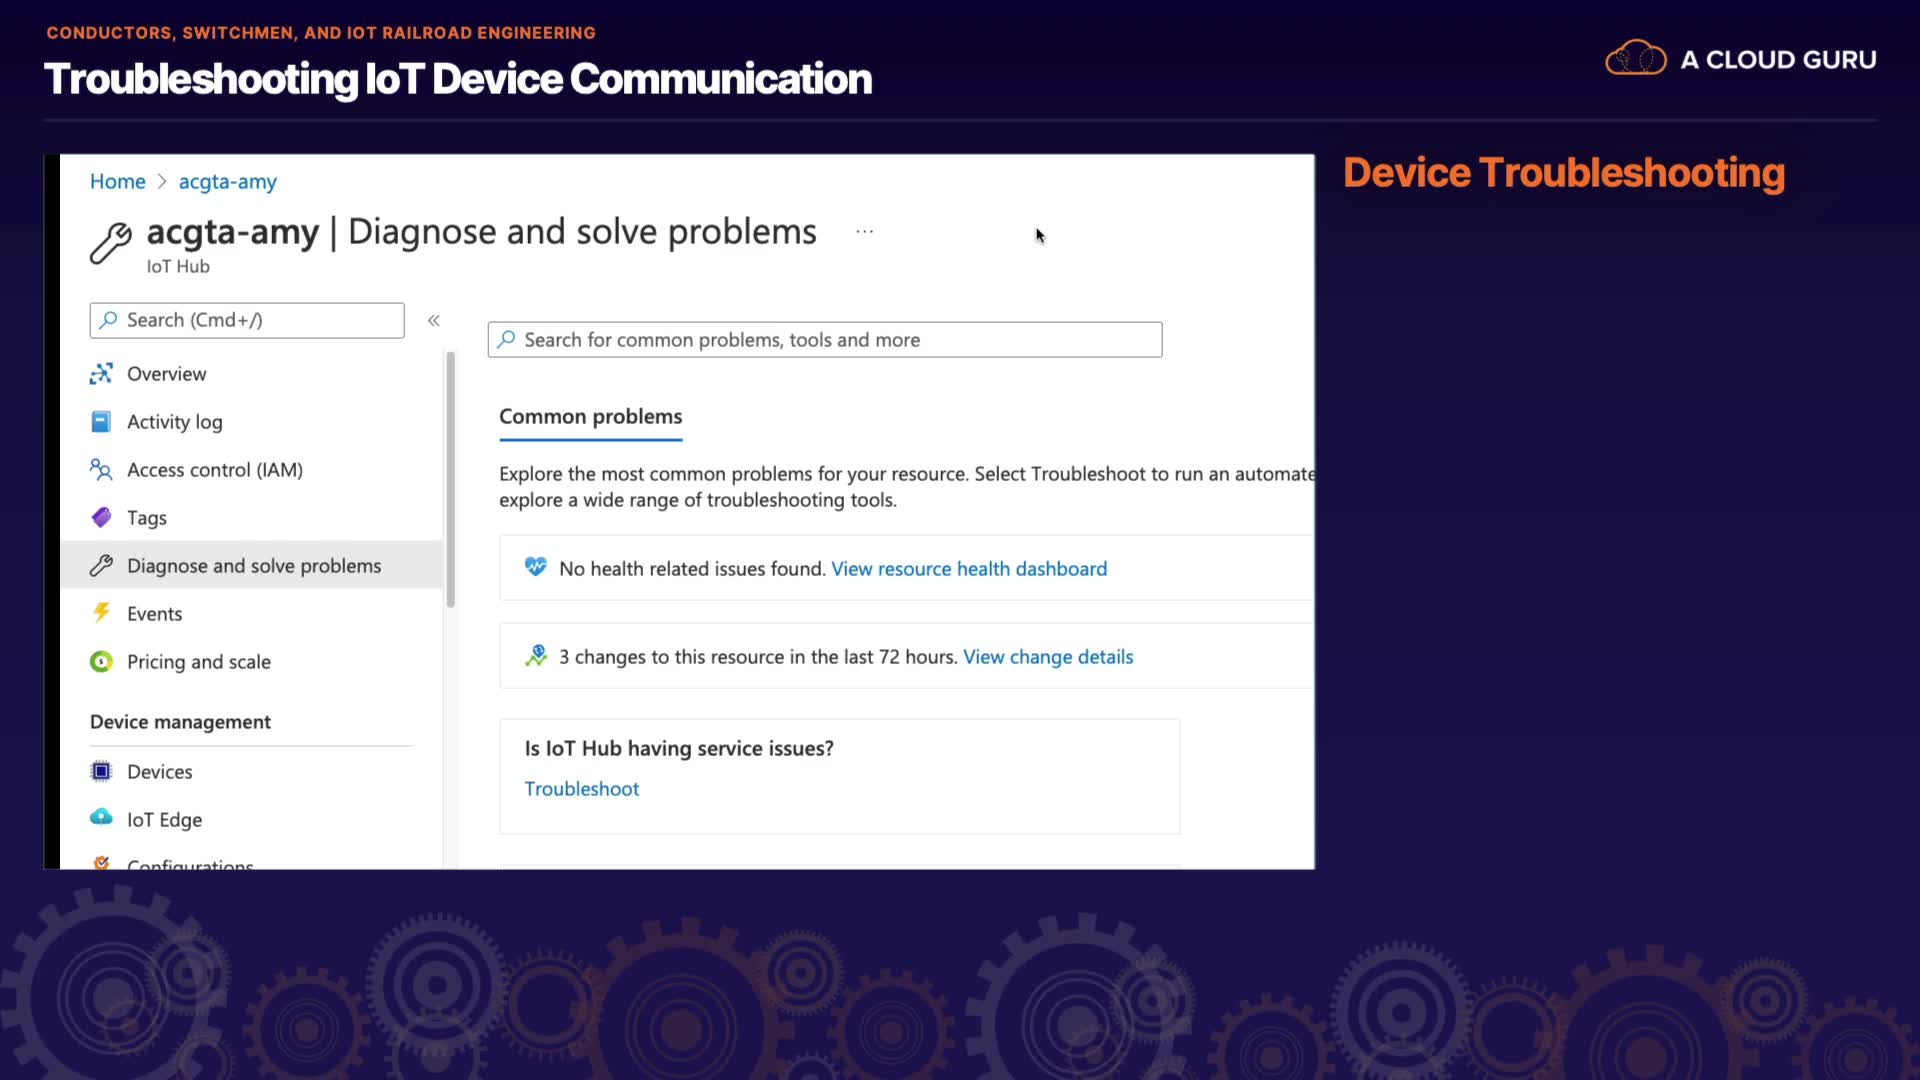 CONDUCTORS, SWITCHMEN, AND IOT RAILROAD ENGINEERING
Troubleshooting IoT Device Communication
A CLOUD GURU
Device Troubleshooting
Home > acgta-amy
acgta-amy | Diagnose and solve problems ...
IoT Hub
Search (Cmd+/)
«
Overview
Activity log
Access control (IAM)
Tags
Diagnose and solve problems
Events
Pricing and scale
Device management
Devices
IoT Edge
Configurations
Search for common problems, tools and more
Common problems
Explore the most common problems for your resource. Select Troubleshoot to run an automate
explore a wide range of troubleshooting tools.
No health related issues found. View resource health dashboard
3 changes to this resource in the last 72 hours. View change details
Is IoT Hub having service issues?
Troubleshoot